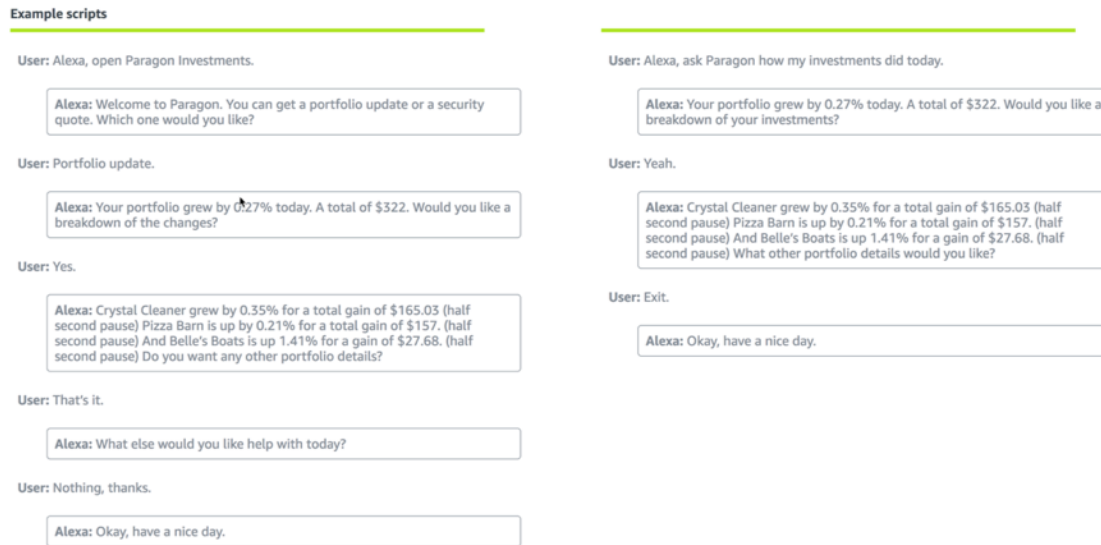 Example scripts
User: Alexa, open Paragon Investments.
Alexa: Welcome to Paragon. You can get a portfolio update or a security
quote. Which one would you like?
User: Portfolio update.
Alexa: Your portfolio grew by 0.27% today. A total of $322. Would you like a
breakdown of the changes?
User: Yes.
Alexa: Crystal Cleaner grew by 0.35% for a total gain of $165.03 (half
second pause) Pizza Barn is up by 0.21% for a total gain of $157. (half
second pause) And Belle's Boats is up 1.41% for a gain of $27.68. (half
second pause) Do you want any other portfolio details?
User: That's it.
Alexa: What else would you like help with today?
User: Nothing, thanks.
Alexa: Okay, have a nice day.
User: Alexa, ask Paragon how my investments did today.
Alexa: Your portfolio grew by 0.27% today. A total of $322. Would you like a
breakdown of your investments?
User: Yeah.
Alexa: Crystal Cleaner grew by 0.35% for a total gain of $165.03 (half
second pause) Pizza Barn is up by 0.21% for a total gain of $157. (half
second pause) And Belle's Boats is up 1.41% for a gain of $27.68. (half
second pause) What other portfolio details would you like?
User: Exit.
Alexa: Okay, have a nice day.